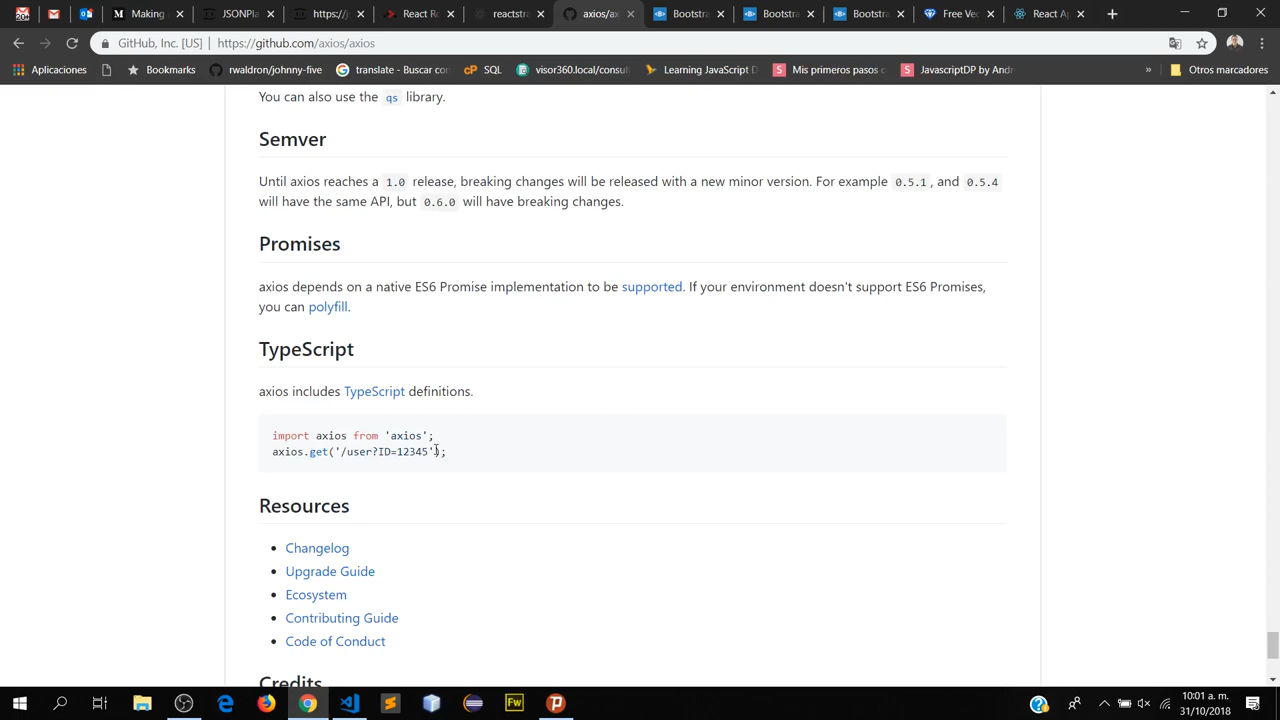 20+
Making
JSONPla
https://
React Ro
reactstra
axios/ax
Bootstra
Bootstra
Bootstra
Free Vec
React Ap
GitHub, Inc. [US] | https://github.com/axios/axios
Aplicaciones
Bookmarks
rwaldron/johnny-five
translate - Buscar con
SQL
visor360.local/consult
Learning JavaScript D
Mis primeros pasos c
JavascriptDP by Andr
»
Otros marcadores
You can also use the qs library.
Semver
Until axios reaches a 1.0 release, breaking changes will be released with a new minor version. For example 0.5.1, and 0.5.4
will have the same API, but 0.6.0 will have breaking changes.
Promises
axios depends on a native ES6 Promise implementation to be supported. If your environment doesn't support ES6 Promises,
you can polyfill.
TypeScript
axios includes TypeScript definitions.
import axios from 'axios';
axios.get('/user?ID=12345');
Resources
Changelog
Upgrade Guide
Ecosystem
Contributing Guide
Code of Conduct
Credits
Fw
10:01 a. m.
31/10/2018